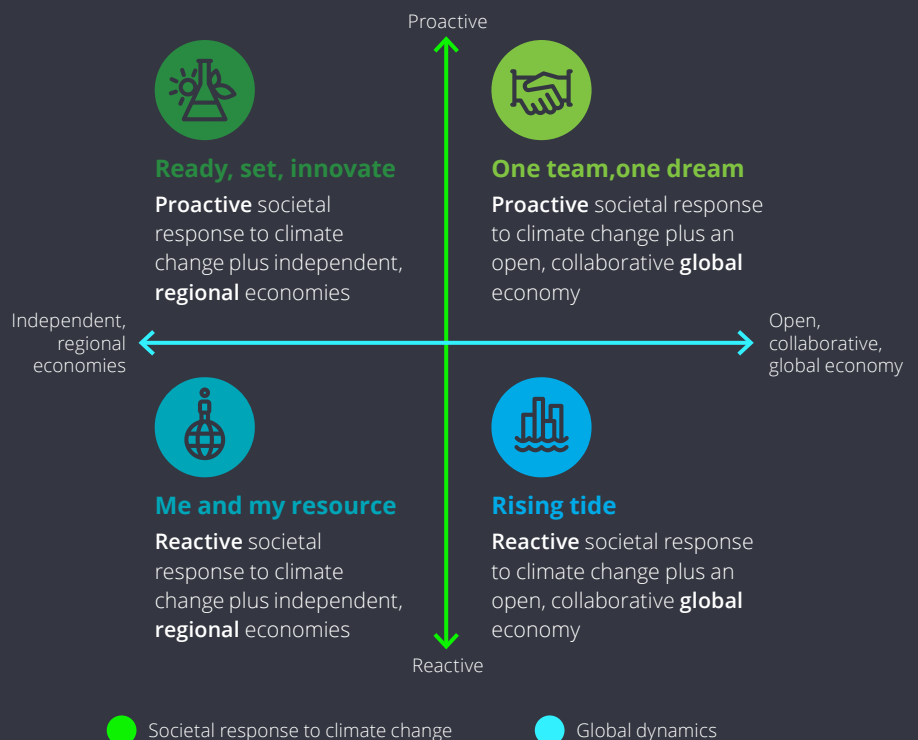 Proactive
Ready, set, innovate
Proactive societal
response to climate
change plus independent,
regional economies
One team,one dream
Proactive societal response
to climate change plus an
open, collaborative global
economy
Independent,
regional
economies
Open,
collaborative,
global economy
Me and my resource
Reactive societal
response to climate
change plus independent,
regional economies
Rising tide
Reactive societal response
to climate change plus an
open, collaborative global
economy
Reactive
Societal response to climate change
Global dynamics